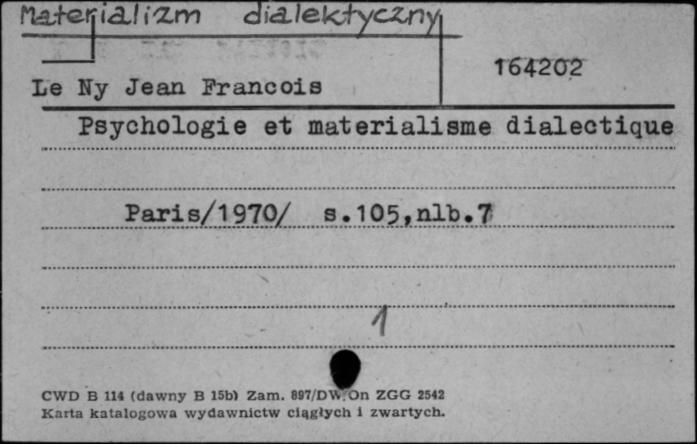 Materializm dialektyczny
164202
Le Ny Jean Francois
Psychologie et materialisme dialectique
Paris/1970/ s.105,nlb.7
1
CWD B 114 (dawny B 15b) Zam. 897/DW/On ZGG 2542
Karta katalogowa wydawnictw ciągłych i zwartych.